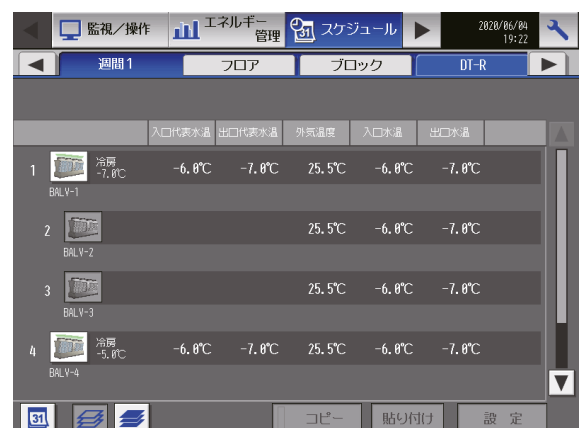 監視／操作
エネルギー
管理
31
スケジュール
2020/06/04
19:22
週間1
フロア
ブロック
DT-R
入口代表水温 出口代表水温 外気温度 入口水温 出口水温
1 冷房 -7.0℃ -6.0℃ -7.0℃ 25.5℃ -6.0℃ -7.0℃
BALV-1
2 25.5℃ -6.0℃ -7.0℃
BALV-2
3 25.5℃ -6.0℃ -7.0℃
BALV-3
4 冷房 -5.0℃ -6.0℃ -7.0℃ 25.5℃ -6.0℃ -7.0℃
BALV-4
31 コピー 貼り付け 設 定